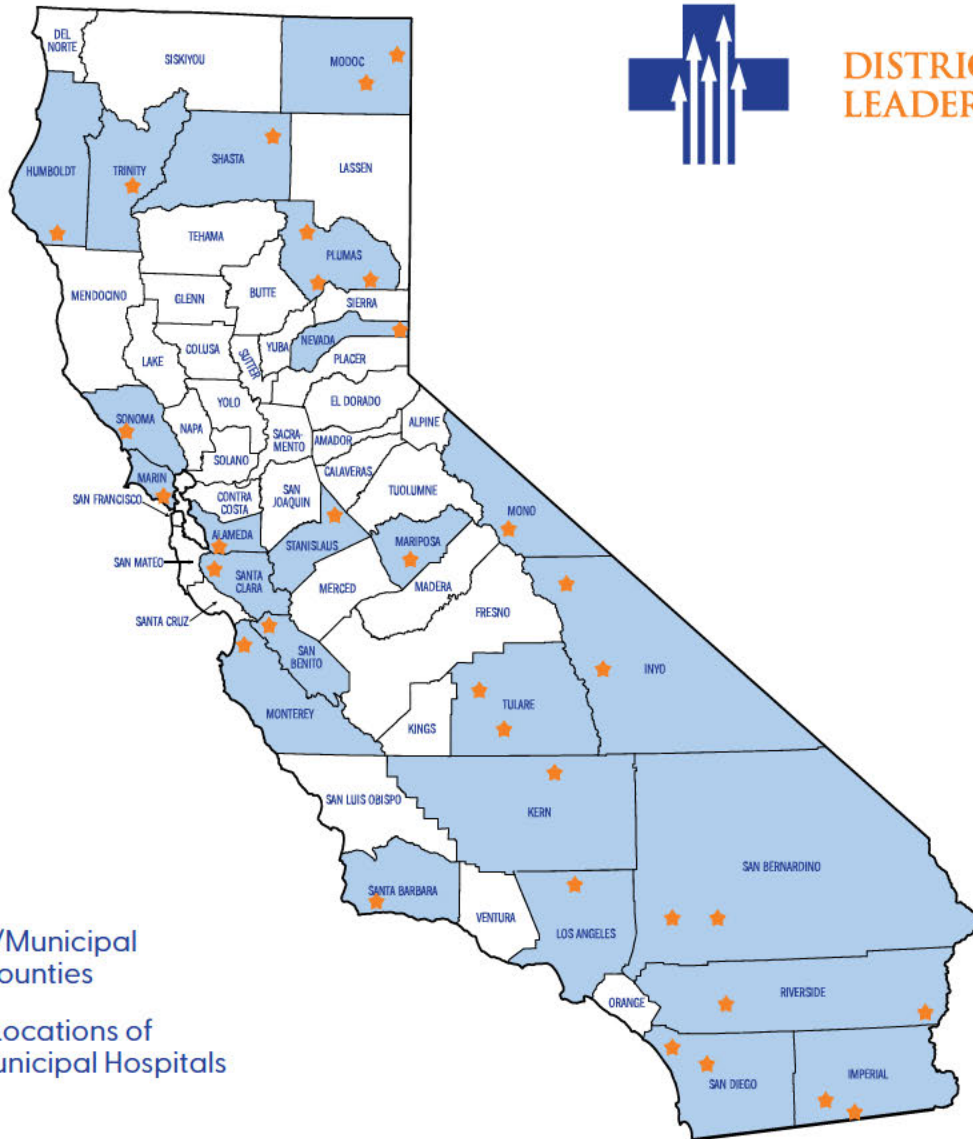 DEL
NORTE
SISKIYOU
MODOC
DISTRIC
LEADER
HUMBOLDT
TRINITY
SHASTA
LASSEN
TEHAMA
PLUMAS
MENDOCINO
GLENN
BUTTE
SIERRA
LAKE
COLUSA
SUTTER
YUBA
NEVADA
PLACER
SONOMA
NAPA
YOLO
EL DORADO
SACRA-
MENTO
AMADOR
ALPINE
SOLANO
CALAVERAS
MARIN
SAN FRANCISCO
CONTRA
COSTA
SAN
JOAQUIN
TUOLUMNE
MONO
ALAMEDA
STANISLAUS
MARIPOSA
SAN MATEO
SANTA
CLARA
MERCED
MADERA
SANTA CRUZ
FRESNO
SAN
BENITO
INYO
MONTEREY
KINGS
TULARE
SAN LUIS OBISPO
KERN
SAN BERNARDINO
SANTA BARBARA
VENTURA
LOS ANGELES
/Municipal
ounties
ORANGE
RIVERSIDE
Locations of
unicipal Hospitals
SAN DIEGO
IMPERIAL